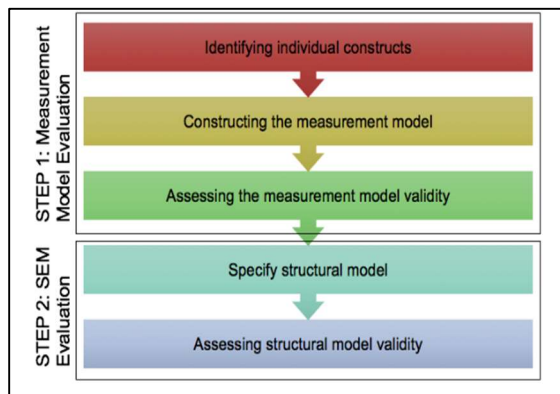 STEP 1: Measurement
Model Evaluation
Identifying individual constructs
Constructing the measurement model
Assessing the measurement model validity
STEP 2: SEM
Evaluation
Specify structural model
Assessing structural model validity